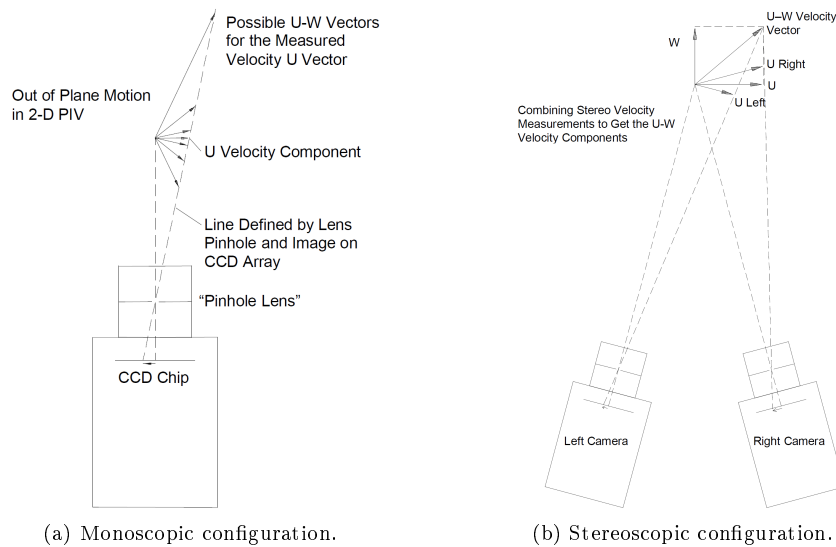 Possible U-W Vectors
for the Measured
Velocity U Vector
Out of Plane Motion
in 2-D PIV
U Velocity Component
Line Defined by Lens
Pinhole and Image on
CCD Array
“Pinhole Lens”
CCD Chip
(a) Monoscopic configuration.
U–W Velocity
Vector
W
U Right
U
U Left
Combining Stereo Velocity
Measurements to Get the U-W
Velocity Components
Left Camera
Right Camera
(b) Stereoscopic configuration.